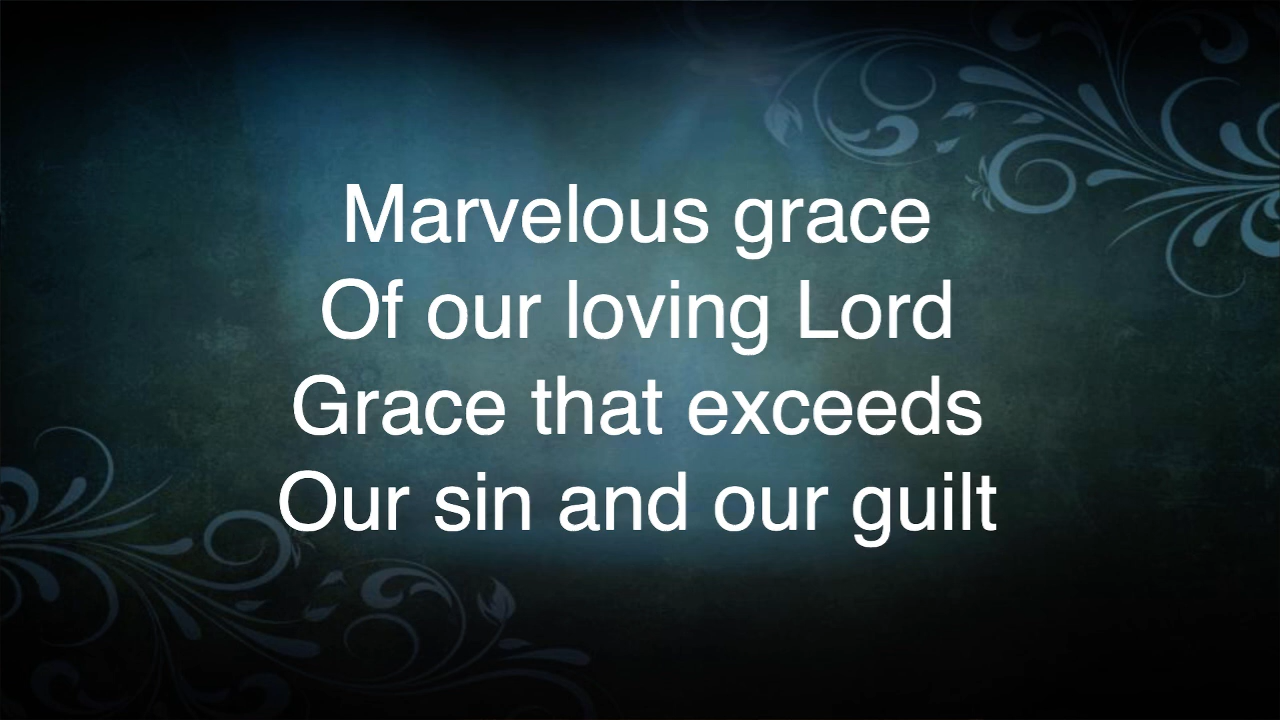 Marvelous grace
Of our loving Lord
Grace that exceeds
Our sin and our guilt